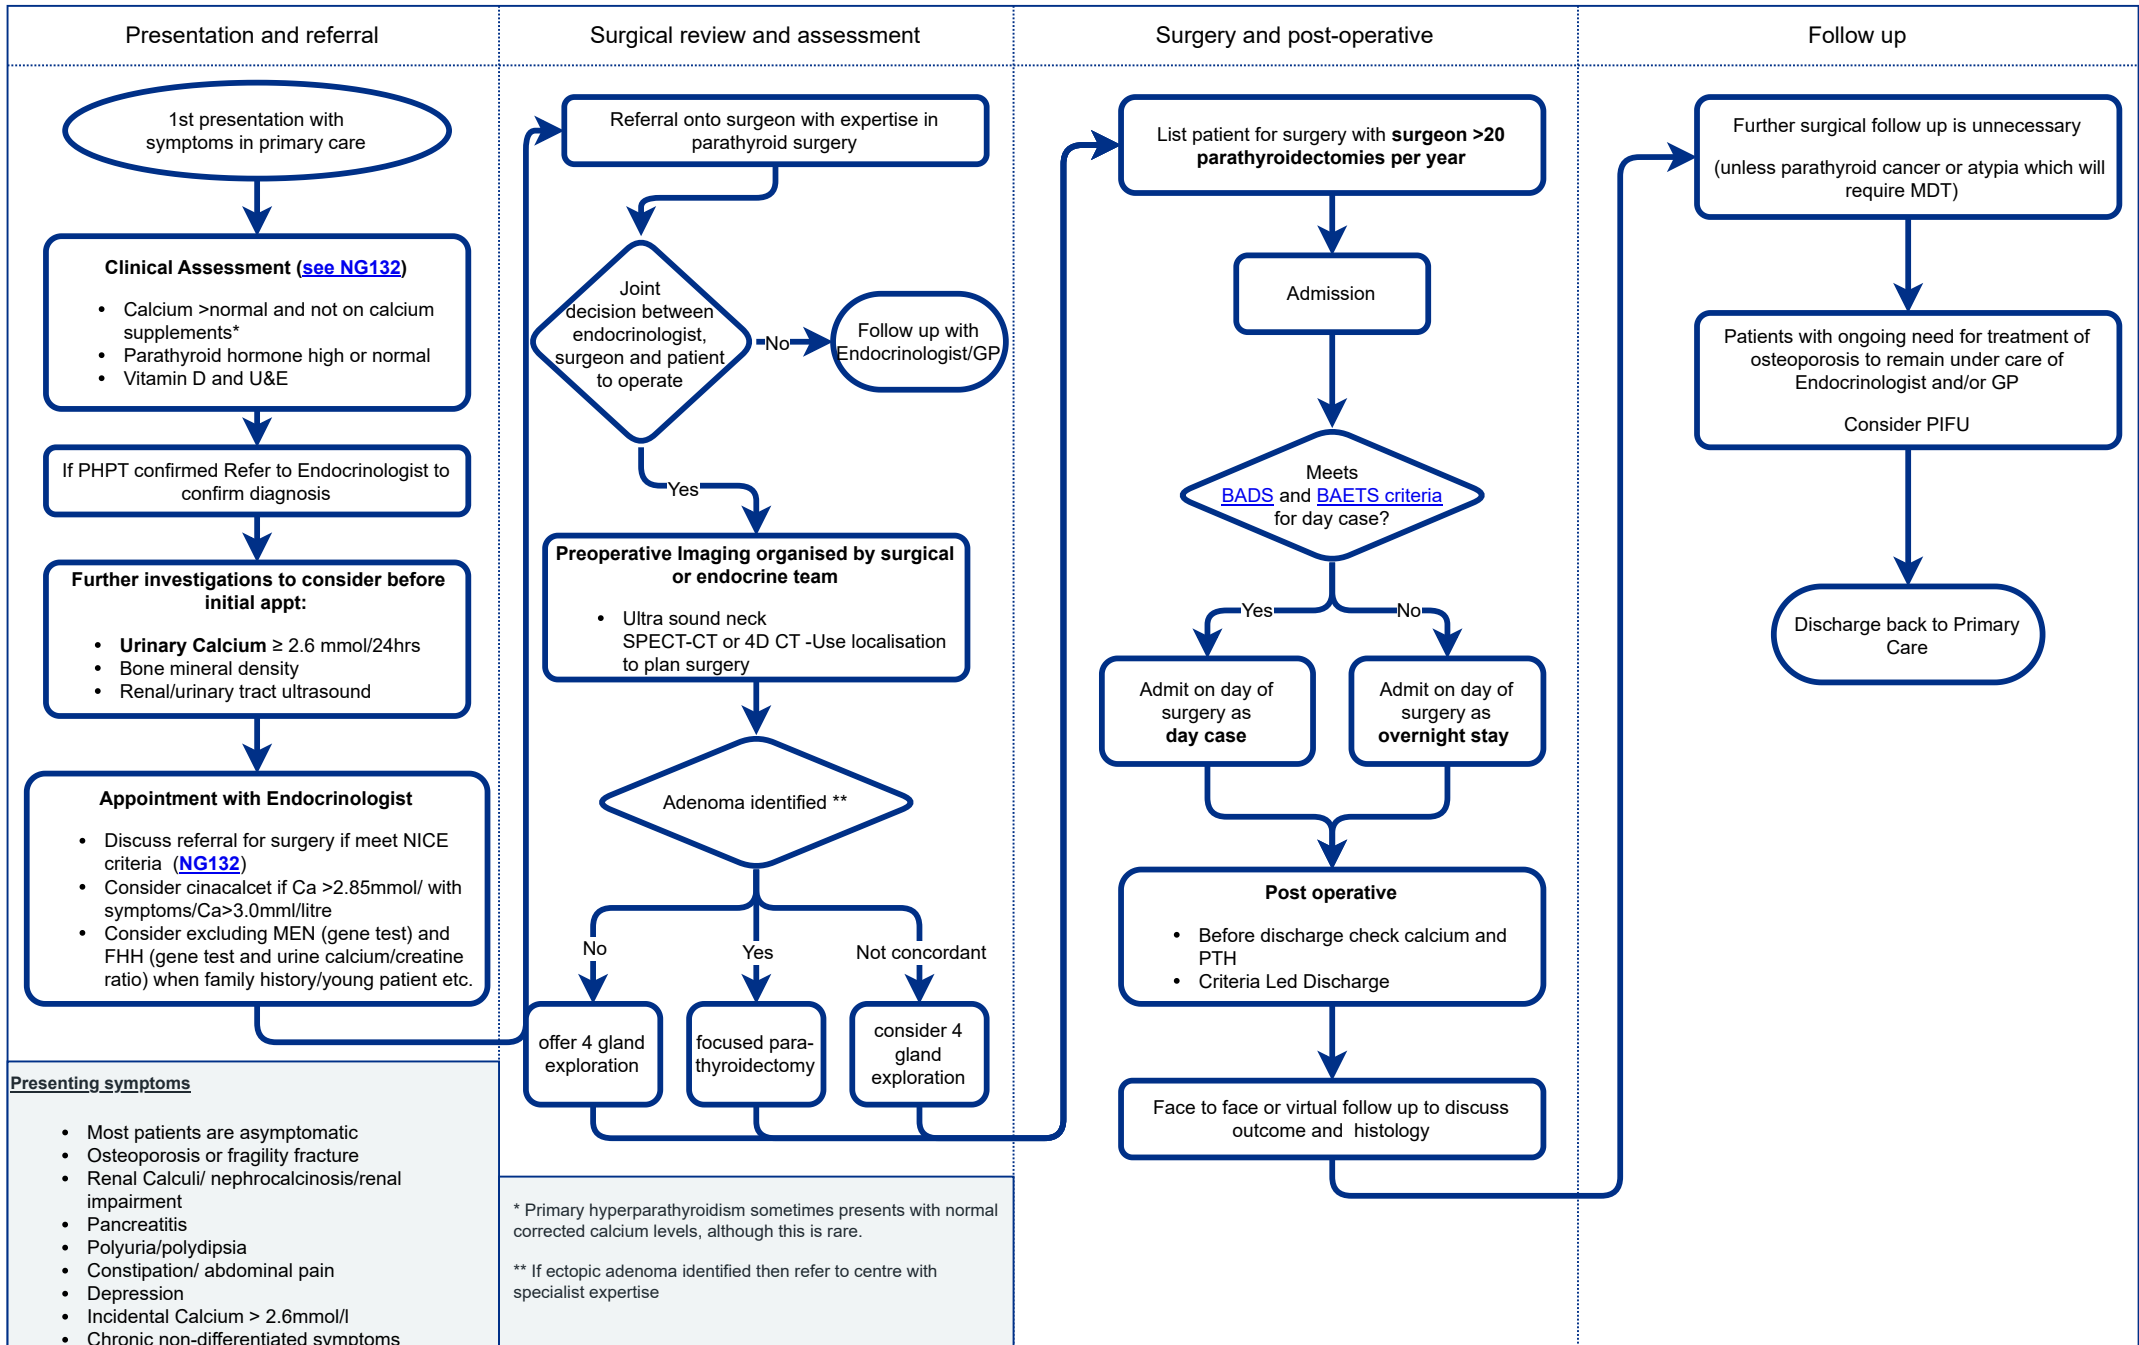 Presentation and referral
1st presentation with
symptoms in primary care
Clinical Assessment (see NG132)
• Calcium >normal and not on calcium
supplements*
• Parathyroid hormone high or normal
• Vitamin D and U&E
If PHPT confirmed Refer to Endocrinologist to
confirm diagnosis
Further investigations to consider before
initial appt:
• Urinary Calcium ≥ 2.6 mmol/24hrs
• Bone mineral density
• Renal/urinary tract ultrasound
Appointment with Endocrinologist
• Discuss referral for surgery if meet NICE
criteria (NG132)
• Consider cinacalcet if Ca >2.85mmol/ with
symptoms/Ca>3.0mml/litre
• Consider excluding MEN (gene test) and
FHH (gene test and urine calcium/creatine
ratio) when family history/young patient etc.
Presenting symptoms
• Most patients are asymptomatic
• Osteoporosis or fragility fracture
• Renal Calculi/ nephrocalcinosis/renal
impairment
• Pancreatitis
• Polyuria/polydipsia
• Constipation/ abdominal pain
• Depression
• Incidental Calcium > 2.6mmol/l
• Chronic non-differentiated symptoms
Surgical review and assessment
Referral onto surgeon with expertise in
parathyroid surgery
Joint
decision between
endocrinologist,
surgeon and patient
to operate
No
Follow up with
Endocrinologist/GP
Yes
Preoperative Imaging organised by surgical
or endocrine team
• Ultra sound neck
SPECT-CT or 4D CT -Use localisation
to plan surgery
Adenoma identified **
No
Yes
Not concordant
offer 4 gland
exploration
focused para-
thyroidectomy
consider 4
gland
exploration
* Primary hyperparathyroidism sometimes presents with normal
corrected calcium levels, although this is rare.
** If ectopic adenoma identified then refer to centre with
specialist expertise
Surgery and post-operative
List patient for surgery with surgeon >20
parathyroidectomies per year
Admission
Meets
BADS and BAETS criteria
for day case?
Yes
No
Admit on day of
surgery as
day case
Admit on day of
surgery as
overnight stay
Post operative
• Before discharge check calcium and
PTH
• Criteria Led Discharge
Face to face or virtual follow up to discuss
outcome and histology
Follow up
Further surgical follow up is unnecessary
(unless parathyroid cancer or atypia which will
require MDT)
Patients with ongoing need for treatment of
osteoporosis to remain under care of
Endocrinologist and/or GP
Consider PIFU
Discharge back to Primary
Care